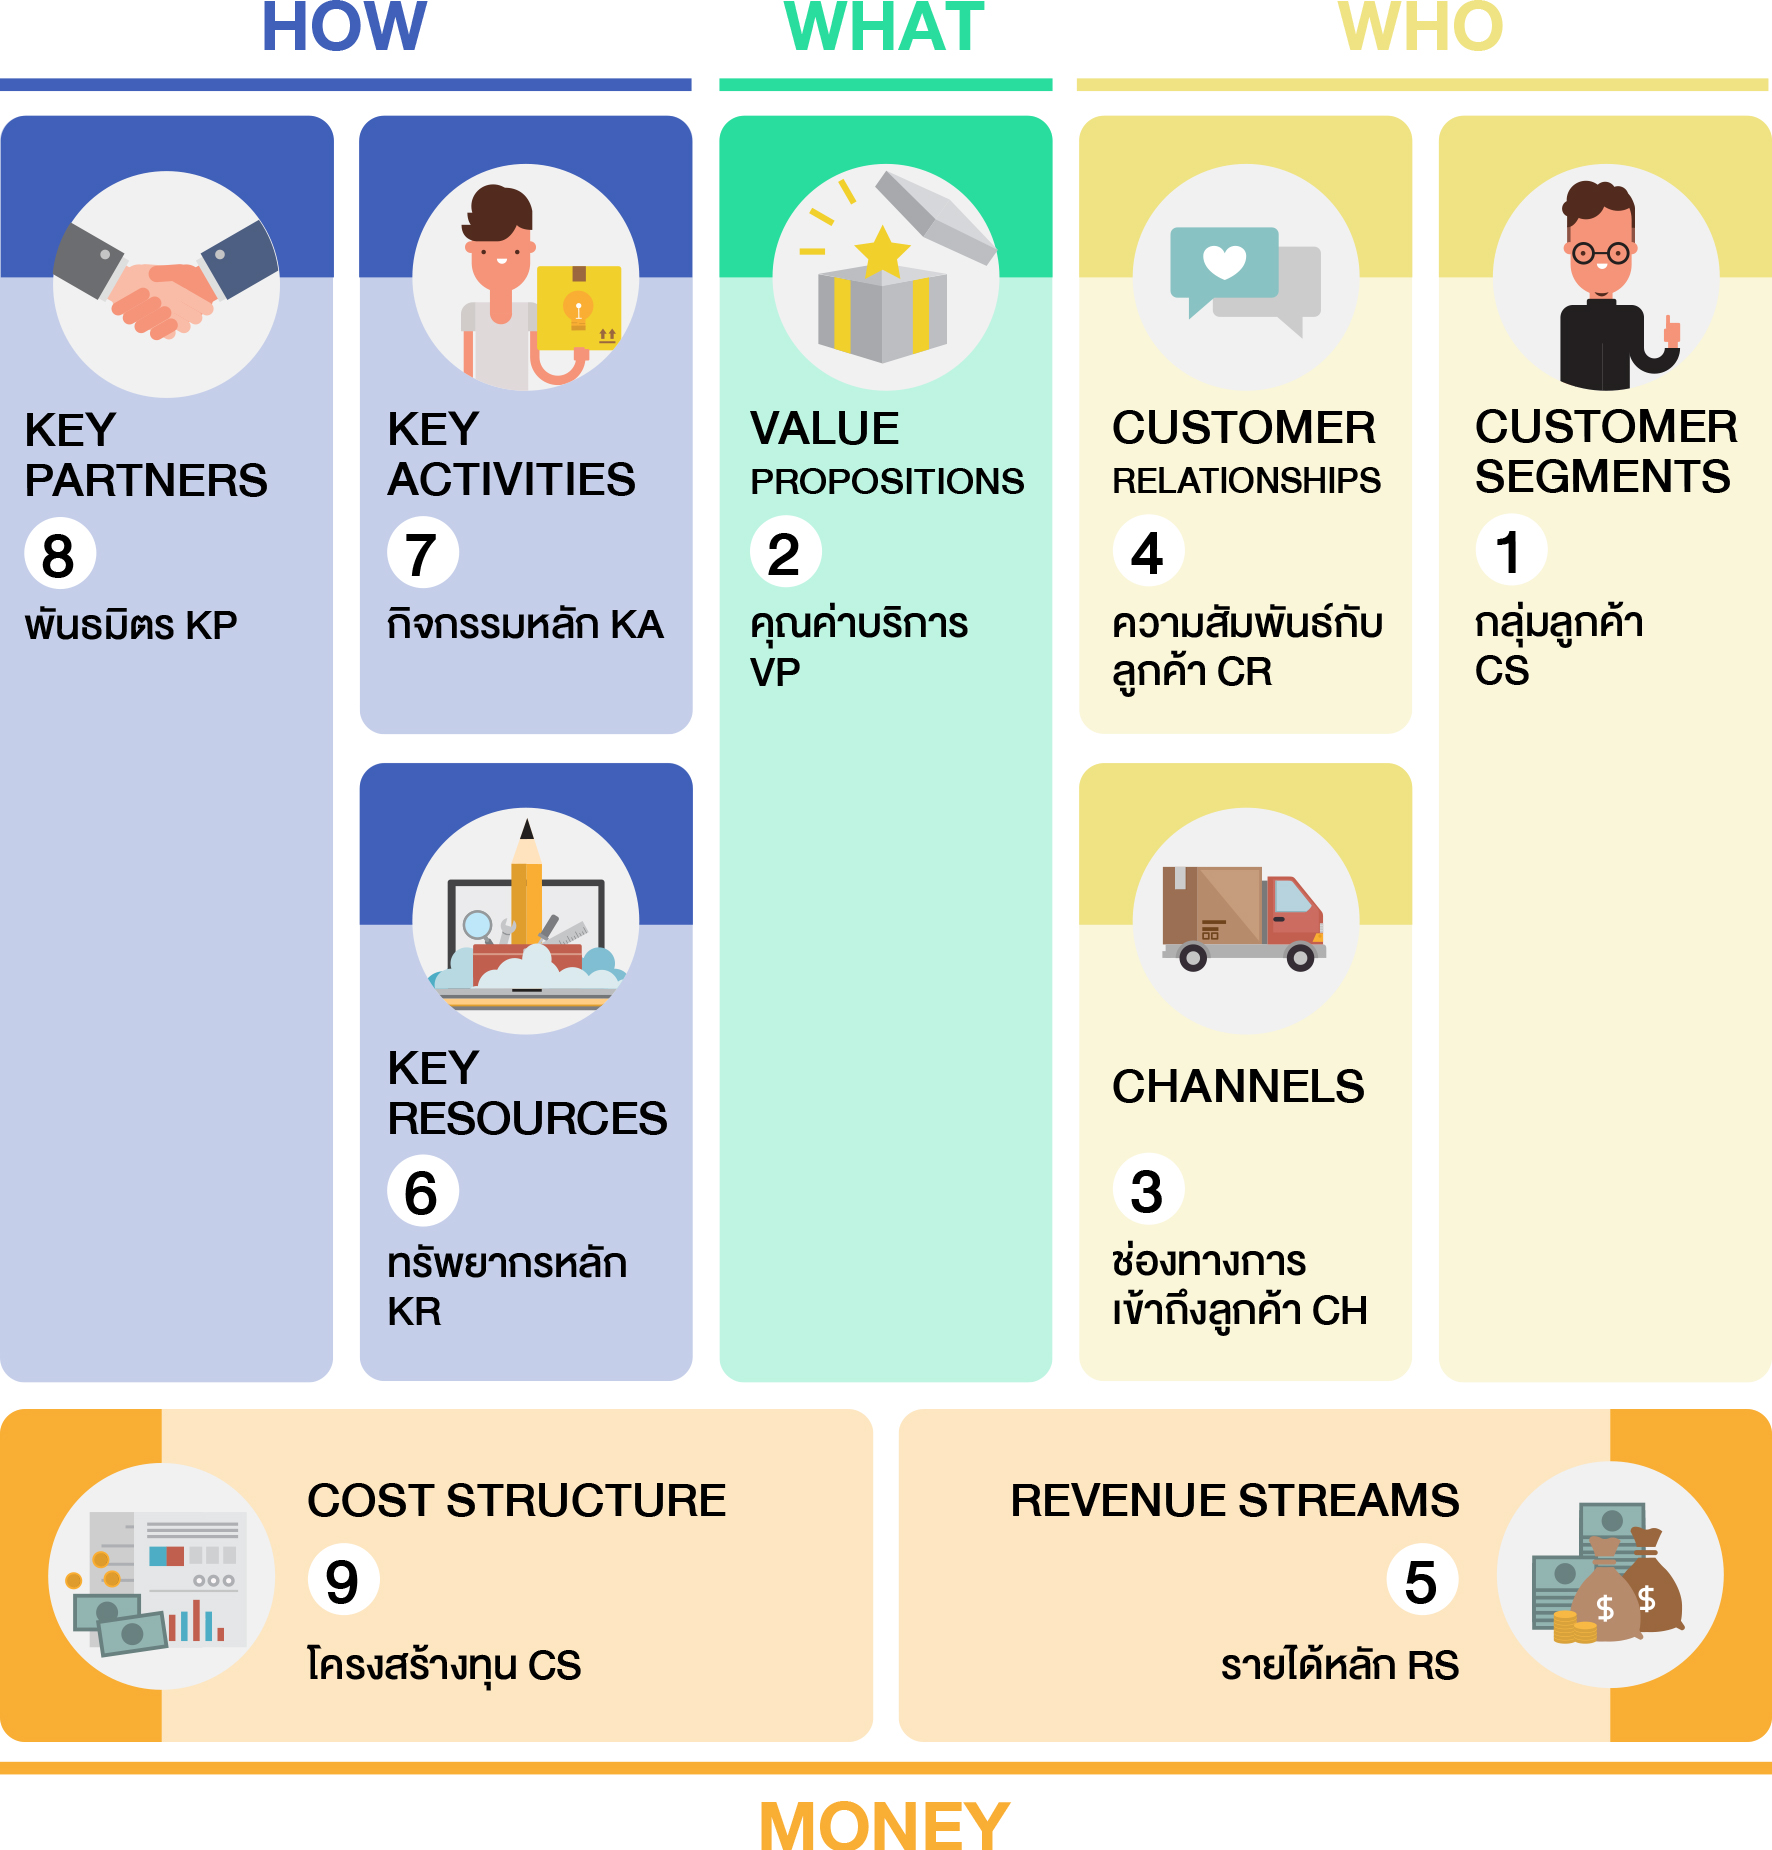 HOW
WHAT
WHO
KEY
PARTNERS
8
พันธมิตร KP
KEY
ACTIVITIES
7
กิจกรรมหลัก KA
KEY
RESOURCES
6
ทรัพยากรหลัก
KR
VALUE
PROPOSITIONS
2
คุณค่าบริการ
VP
CUSTOMER
RELATIONSHIPS
4
ความสัมพันธ์กับ
ลูกค้า CR
CHANNELS
3
ช่องทางการ
เข้าถึงลูกค้า CH
CUSTOMER
SEGMENTS
1
กลุ่มลูกค้า
CS
COST STRUCTURE
9
โครงสร้างทุน CS
REVENUE STREAMS
5
รายได้หลัก RS
$ $
MONEY